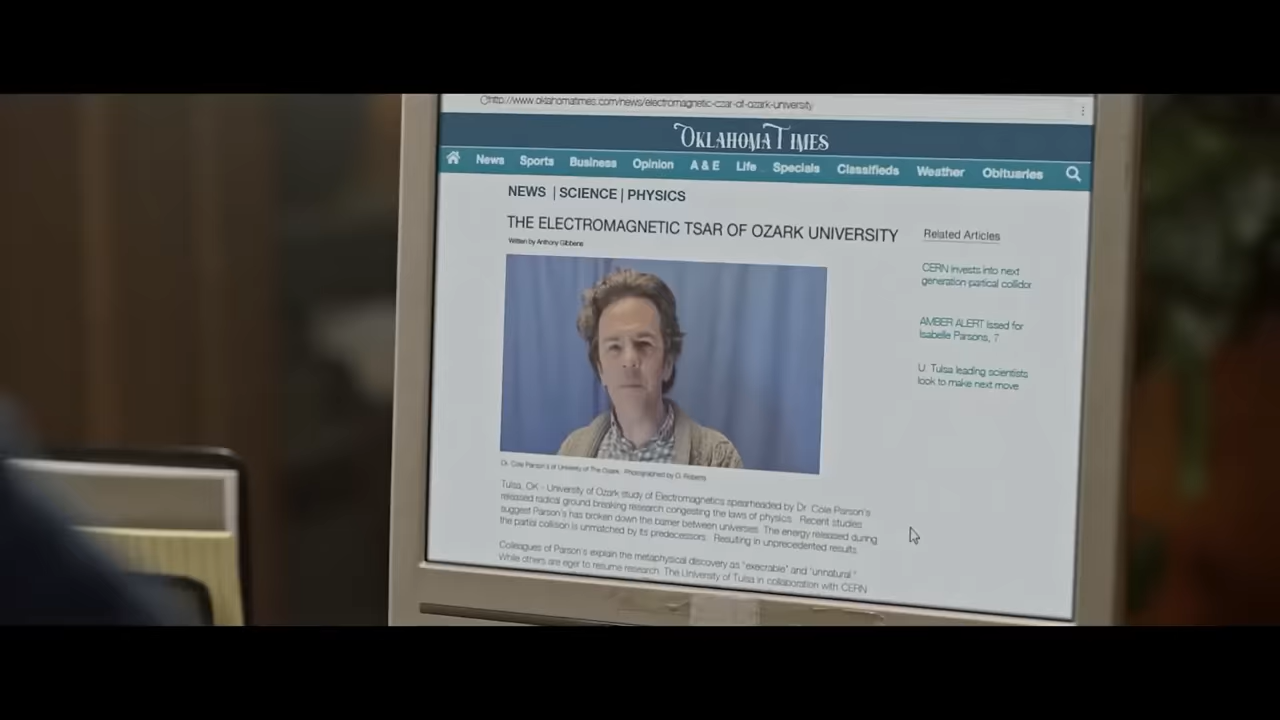 http://www.oklahomatimes.com/news/electromagnetic-czar-of-ozark-university
OKLAHOMA TIMES
News Sports Business Opinion A & E Life Specials Classifieds Weather Obituaries
NEWS | SCIENCE | PHYSICS
THE ELECTROMAGNETIC TSAR OF OZARK UNIVERSITY
Written by Anthony Gibbens
Dr. Cole Parson's of University of The Ozark. Photographed by O. Roberts
Tulsa, OK - University of Ozark study of Electromagnetics spearheaded by Dr. Cole Parson's
released radical ground breaking research congesting the laws of physics. Recent studies
suggest Parson's has broken down the barrier between universes. The energy released during
the partial collision is unmatched by its predecessors. Resulting in unprecedented results.
Colleagues of Parson's explain the metaphysical discovery as "execrable" and "unnatural."
While others are eger to resume research. The University of Tulsa in collaboration with CERN
Related Articles
CERN invests into next
generation partical collidor
AMBER ALERT Issed for
Isabelle Parsons, 7
U. Tulsa leading scientists
look to make next move